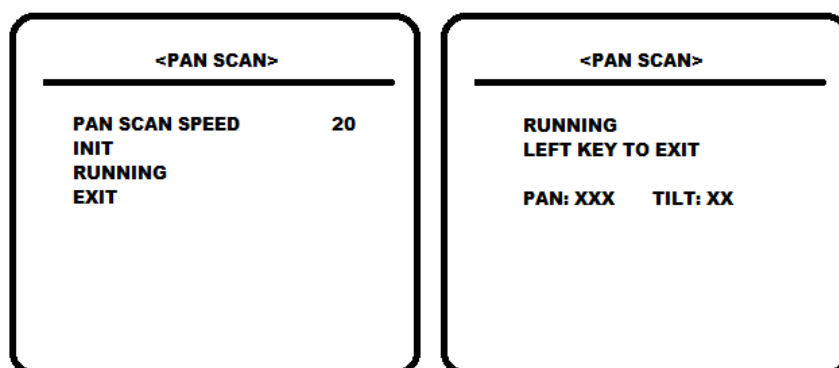 <PAN SCAN>
PAN SCAN SPEED 20
INIT
RUNNING
EXIT
<PAN SCAN>
RUNNING
LEFT KEY TO EXIT
PAN: XXX TILT: XX